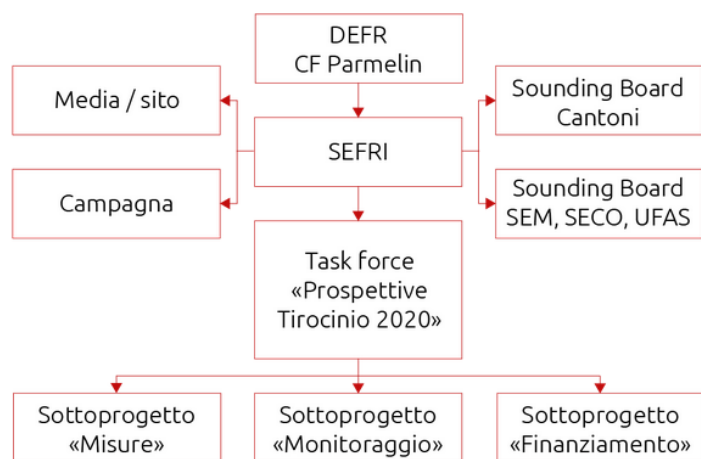 DEFR
CF Parmelin
Media / sito
Sounding Board
Cantoni
SEFRI
Campagna
Sounding Board
SEM, SECO, UFAS
Task force
«Prospettive
Tirocinio 2020»
Sottoprogetto
«Misure»
Sottoprogetto
«Monitoraggio»
Sottoprogetto
«Finanziamento»